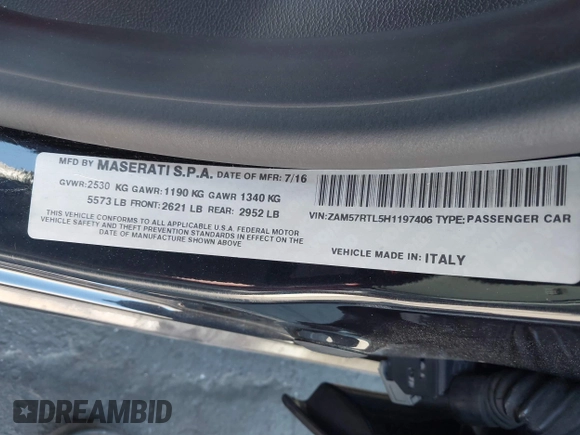 MFD BY MASERATI S.P.A. DATE OF MFR: 7/16
GVWR: 2530 KG GAWR: 1190 KG GAWR 1340 KG
5573 LB FRONT: 2621 LB REAR: 2952 LB
THIS VEHICLE CONFORMS TO ALL APPLICABLE U.S.A. FEDERAL MOTOR
VEHICLE SAFETY AND THEFT PREVENTION STANDARDS IN EFFECT ON THE
DATE OF MANUFACTURE SHOWN ABOVE
VIN: ZAM57RTL5H1197406 TYPE: PASSENGER CAR
VEHICLE MADE IN: ITALY
DREAMBID